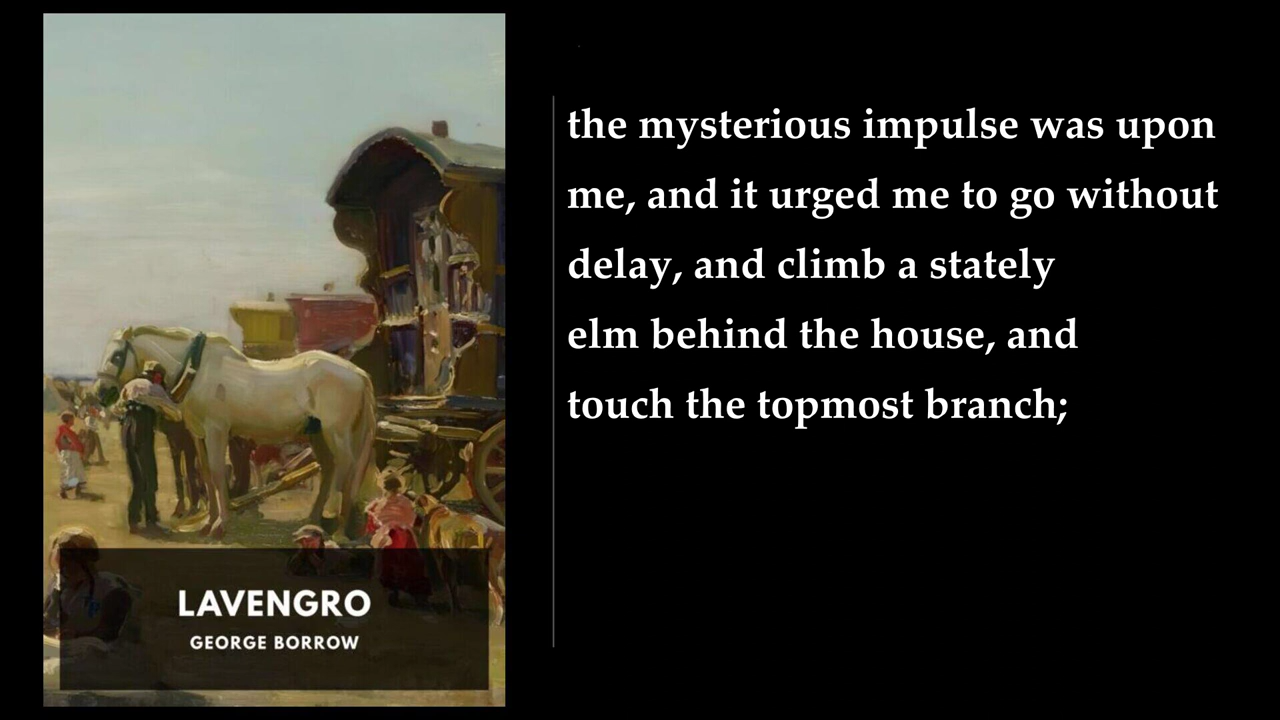 the mysterious impulse was upon
me, and it urged me to go without
delay, and climb a stately
elm behind the house, and
touch the topmost branch;
LAVENGRO
GEORGE BORROW